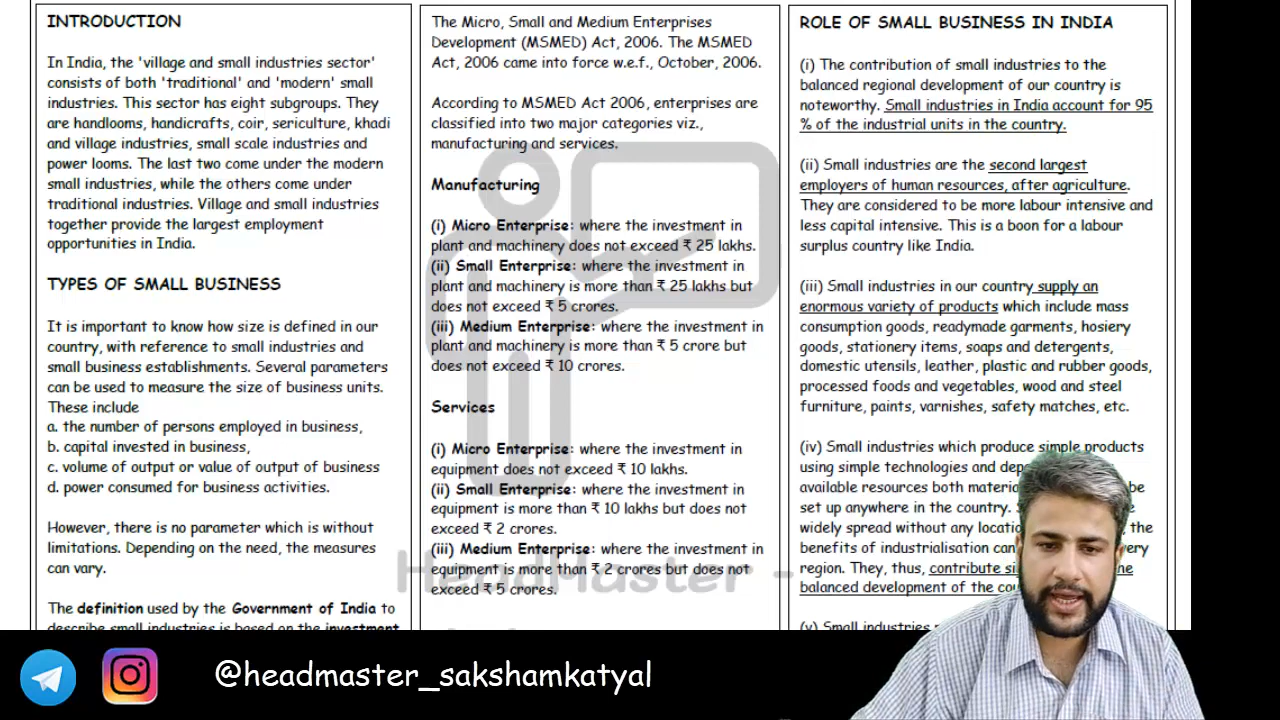 INTRODUCTION
In India, the 'village and small industries sector'
consists of both 'traditional' and 'modern' small
industries. This sector has eight subgroups. They
are handlooms, handicrafts, coir, sericulture, khadi
and village industries, small scale industries and
power looms. The last two come under the modern
small industries, while the others come under
traditional industries. Village and small industries
together provide the largest employment
opportunities in India.
TYPES OF SMALL BUSINESS
It is important to know how size is defined in our
country, with reference to small industries and
small business establishments. Several parameters
can be used to measure the size of business units.
These include
a. the number of persons employed in business,
b. capital invested in business,
c. volume of output or value of output of business
d. power consumed for business activities.
However, there is no parameter which is without
limitations. Depending on the need, the measures
can vary.
The definition used by the Government of India to
describe small industries is based on the investment
The Micro, Small and Medium Enterprises
Development (MSMED) Act, 2006. The MSMED
Act, 2006 came into force w.e.f., October, 2006.
According to MSMED Act 2006, enterprises are
classified into two major categories viz.,
manufacturing and services.
Manufacturing
(i) Micro Enterprise: where the investment in
plant and machinery does not exceed ₹ 25 lakhs.
(ii) Small Enterprise: where the investment in
plant and machinery is more than ₹ 25 lakhs but
does not exceed ₹ 5 crores.
(iii) Medium Enterprise: where the investment in
plant and machinery is more than ₹ 5 crore but
does not exceed ₹ 10 crores.
Services
(i) Micro Enterprise: where the investment in
equipment does not exceed ₹ 10 lakhs.
(ii) Small Enterprise: where the investment in
equipment is more than ₹ 10 lakhs but does not
exceed ₹ 2 crores.
(iii) Medium Enterprise: where the investment in
equipment is more than ₹ 2 crores but does not
exceed ₹ 5 crores.
HeadMaster -
ROLE OF SMALL BUSINESS IN INDIA
(i) The contribution of small industries to the
balanced regional development of our country is
noteworthy. Small industries in India account for 95
% of the industrial units in the country.
(ii) Small industries are the second largest
employers of human resources, after agriculture.
They are considered to be more labour intensive and
less capital intensive. This is a boon for a labour
surplus country like India.
(iii) Small industries in our country supply an
enormous variety of products which include mass
consumption goods, readymade garments, hosiery
goods, stationery items, soaps and detergents,
domestic utensils, leather, plastic and rubber goods,
processed foods and vegetables, wood and steel
furniture, paints, varnishes, safety matches, etc.
(iv) Small industries which produce simple products
using simple technologies and
available resources both be
set up anywhere in the country.
widely spread without any the
benefits of industrialisation
region. They, thus, contribute
balanced development of the
(v) Small industries
@headmaster_sakshamkatyal